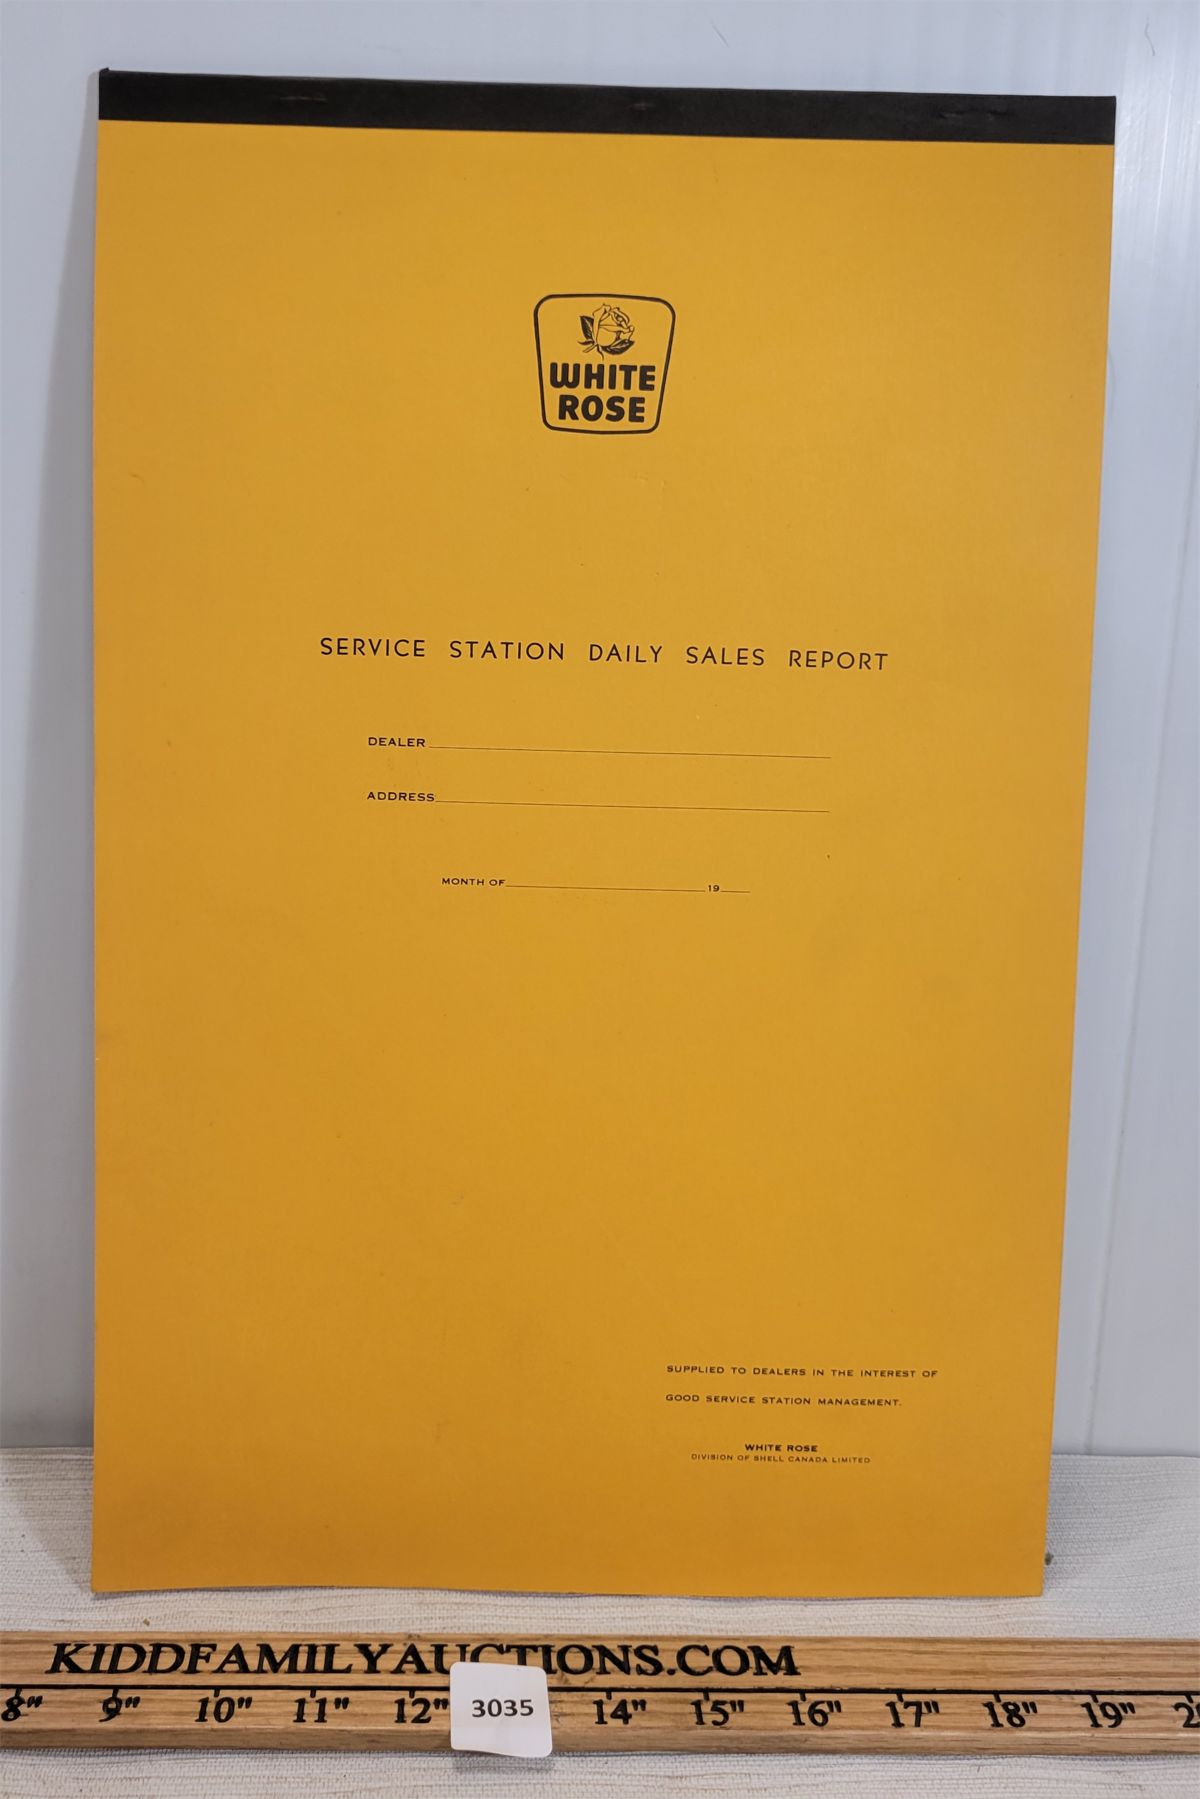 WHITE
ROSE
SERVICE STATION DAILY SALES REPORT
DEALER
ADDRESS
MONTH OF 19
SUPPLIED TO DEALERS IN THE INTEREST OF
GOOD SERVICE STATION MANAGEMENT.
WHITE ROSE
DIVISION OF SHELL CANADA LIMITED
KIDDFAMILYAUCTIONS.COM
8" 9" 10" 11" 12" 14" 15" 16" 17" 18" 19"
3035